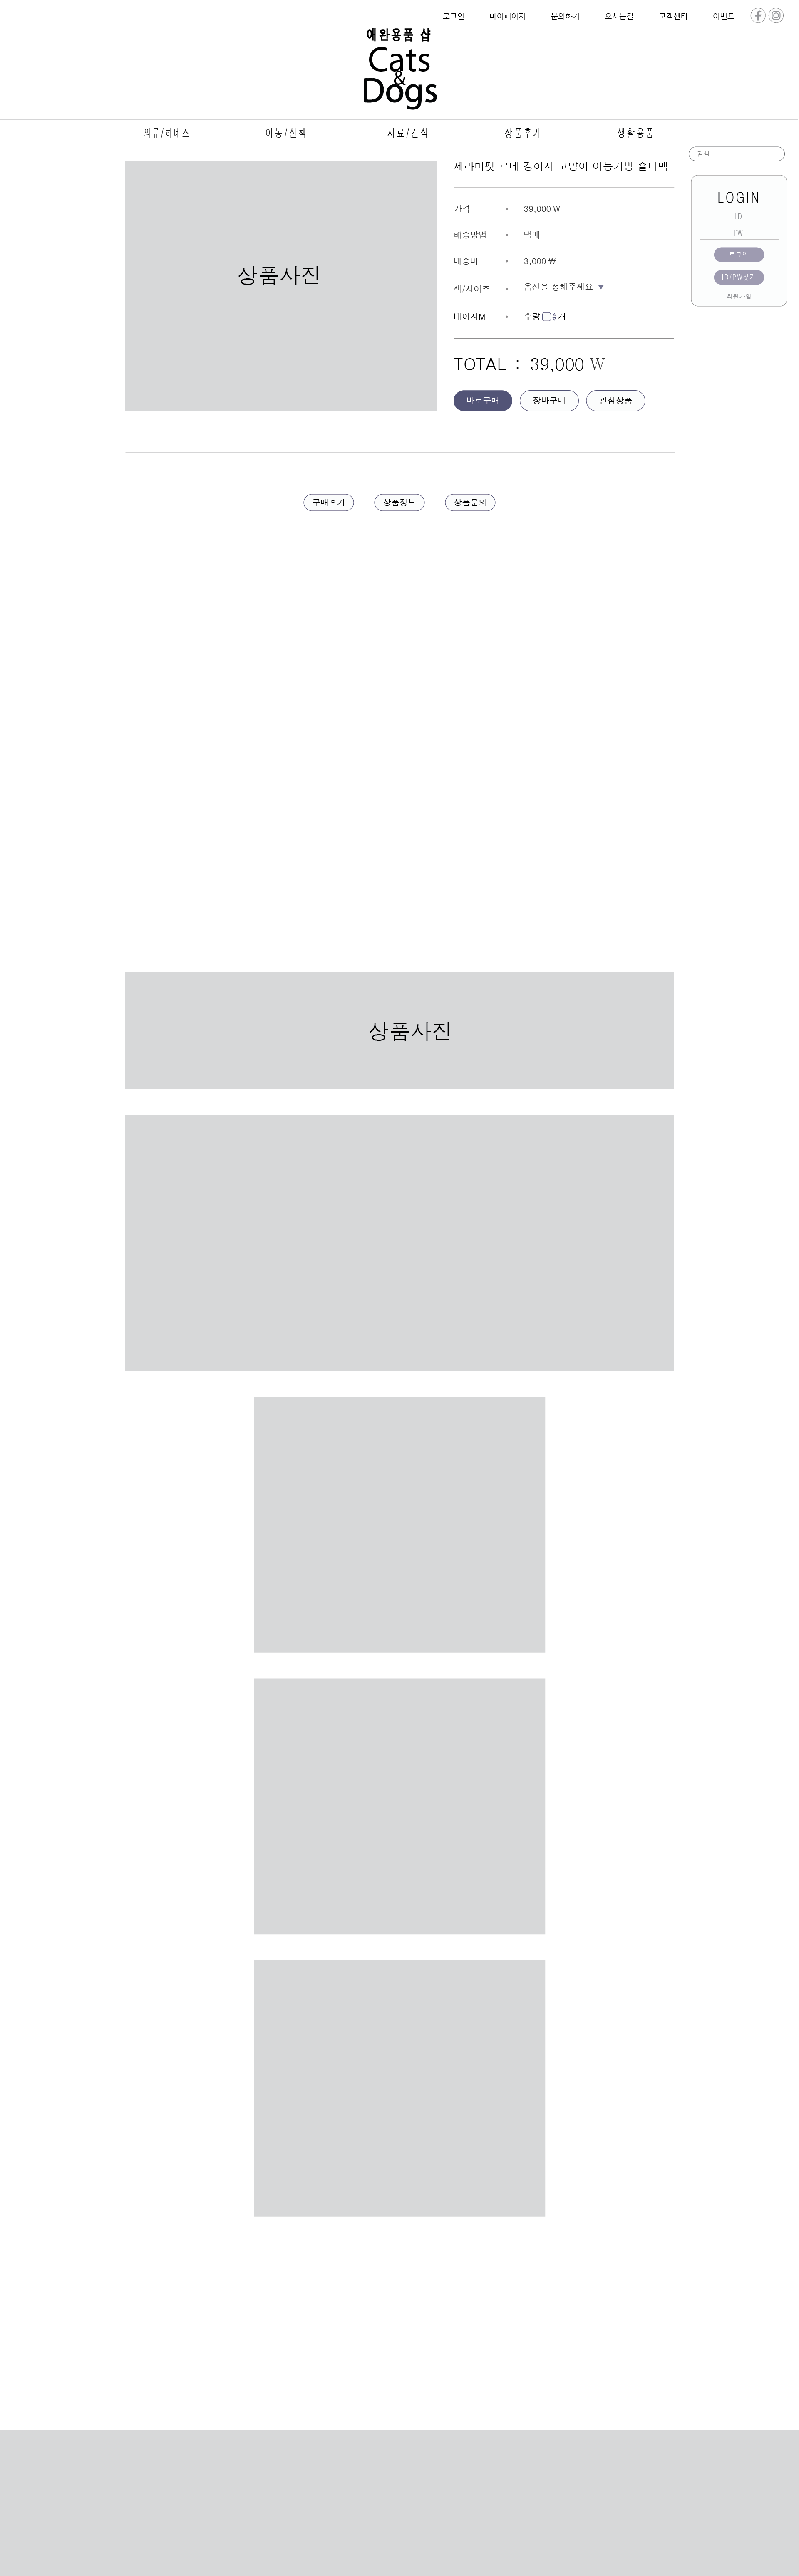 로그인 마이페이지 문의하기 오시는길 고객센터 이벤트
애완용품 샵
Cats
&
Dogs
의류/하네스 이동/산책 사료/간식 상품후기 생활용품
검색
제라미펫 르네 강아지 고양이 이동가방 숄더백
LOGIN
ID
PW
로그인
ID/PW찾기
회원가입
상품사진
가격 • 39,000 ₩
배송방법 • 택배
배송비 • 3,000 ₩
색/사이즈 • 옵션을 정해주세요 ▼
베이지M • 수량 개
TOTAL : 39,000 ₩
바로구매 장바구니 관심상품
구매후기 상품정보 상품문의
상품사진